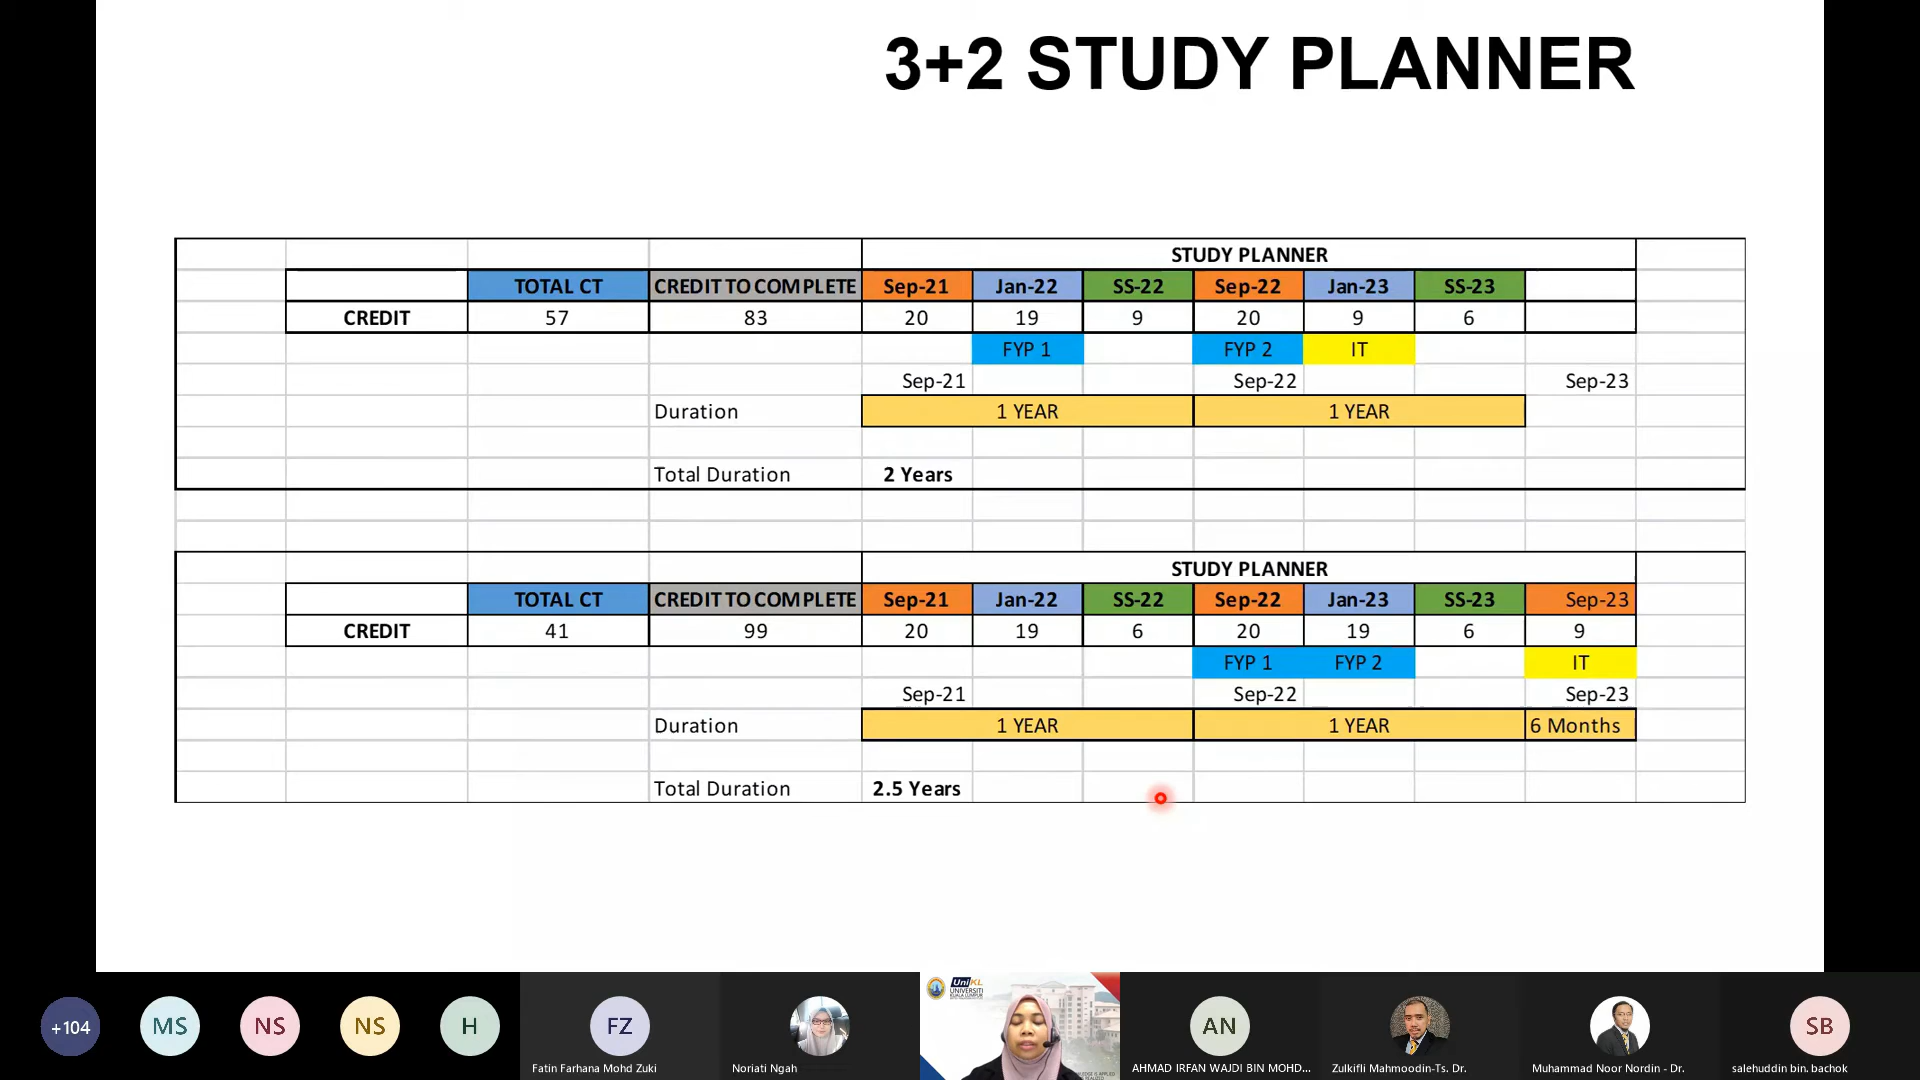 3+2 STUDY PLANNER
STUDY PLANNER
TOTAL CT CREDIT TO COMPLETE Sep-21 Jan-22 SS-22 Sep-22 Jan-23 SS-23
CREDIT 57 83 20 19 9 20 9 6
FYP 1 FYP 2 IT
Sep-21 Sep-22 Sep-23
Duration 1 YEAR 1 YEAR
Total Duration 2 Years
STUDY PLANNER
TOTAL CT CREDIT TO COMPLETE Sep-21 Jan-22 SS-22 Sep-22 Jan-23 SS-23 Sep-23
CREDIT 41 99 20 19 6 20 19 6 9
FYP 1 FYP 2 IT
Sep-21 Sep-22 Sep-23
Duration 1 YEAR 1 YEAR 6 Months
Total Duration 2.5 Years
UniKL
UNIVERSITI
KUALA LUMPUR
+104 MS NS NS H FZ AN SB
Fatin Farhana Mohd Zuki Noriati Ngah AHMAD IRFAN WAJDI BIN MOHD... Zulkifli Mahmoodin-Ts. Dr. Muhammad Noor Nordin - Dr. salehuddin bin. bachok